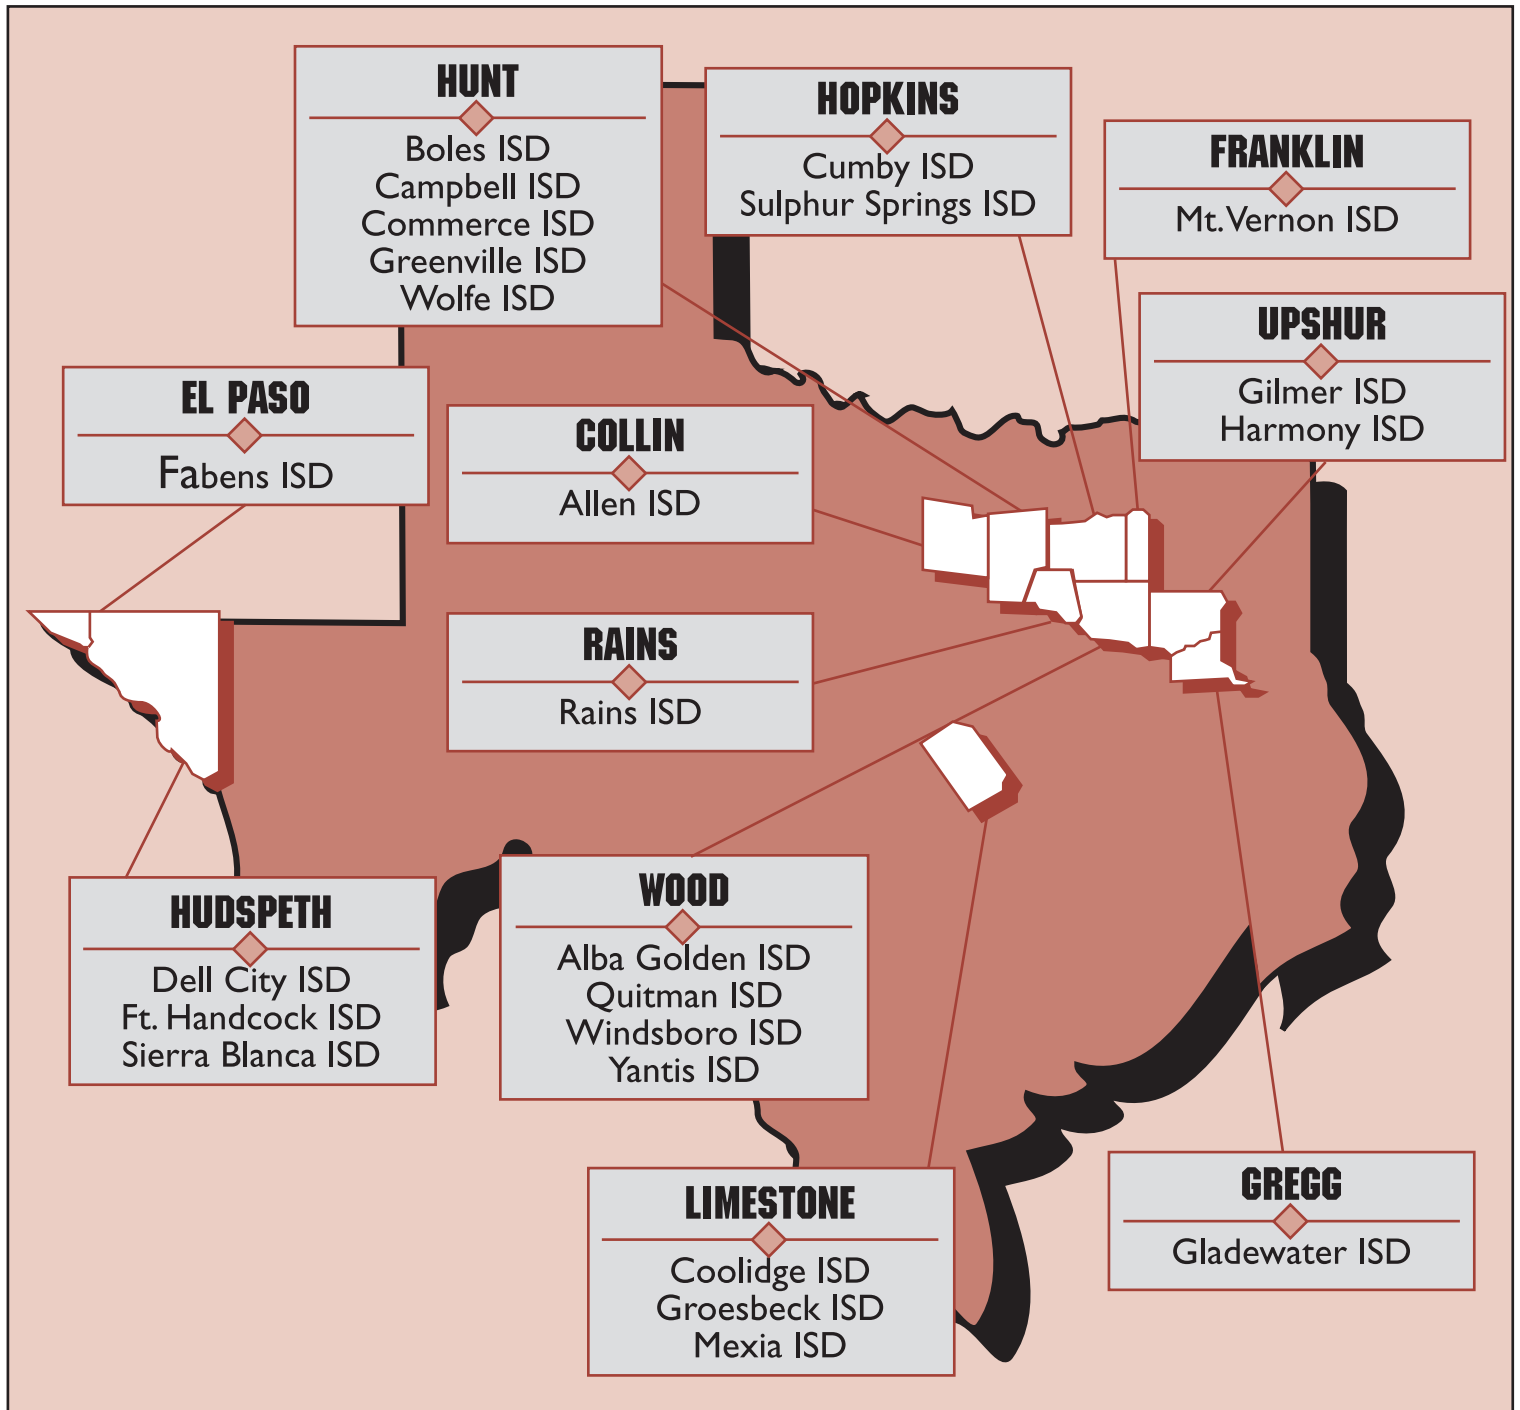 HUNT
Boles ISD
Campbell ISD
Commerce ISD
Greenville ISD
Wolfe ISD
HOPKINS
Cumby ISD
Sulphur Springs ISD
FRANKLIN
Mt. Vernon ISD
UPSHUR
Gilmer ISD
Harmony ISD
EL PASO
Fabens ISD
COLLIN
Allen ISD
RAINS
Rains ISD
HUDSPETH
Dell City ISD
Ft. Handcock ISD
Sierra Blanca ISD
WOOD
Alba Golden ISD
Quitman ISD
Windsboro ISD
Yantis ISD
LIMESTONE
Coolidge ISD
Groesbeck ISD
Mexia ISD
GREGG
Gladewater ISD